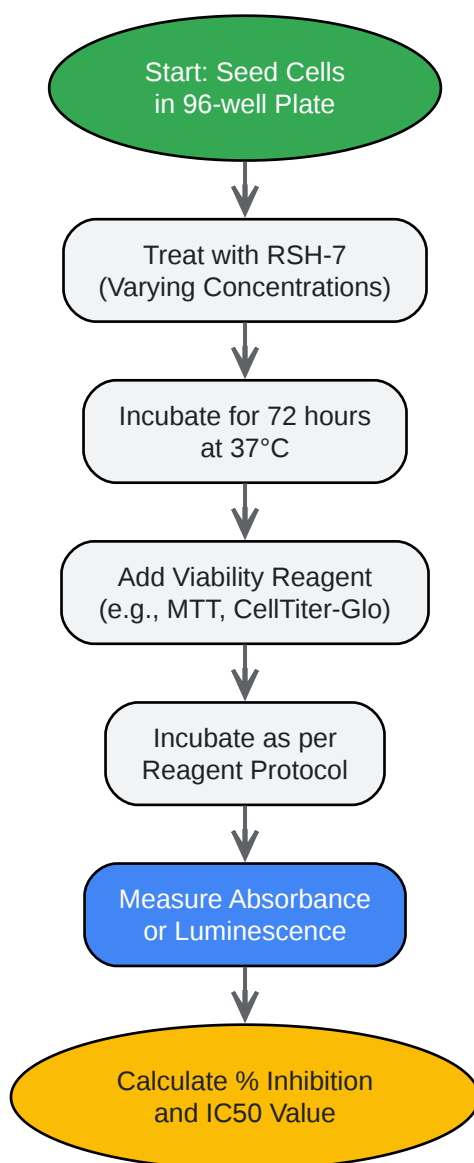 Start: Seed Cells
in 96-well Plate
Treat with RSH-7
(Varying Concentrations)
Incubate for 72 hours
at 37°C
Add Viability Reagent
(e.g., MTT, CellTiter-Glo)
Incubate as per
Reagent Protocol
Measure Absorbance
or Luminescence
Calculate % Inhibition
and IC50 Value